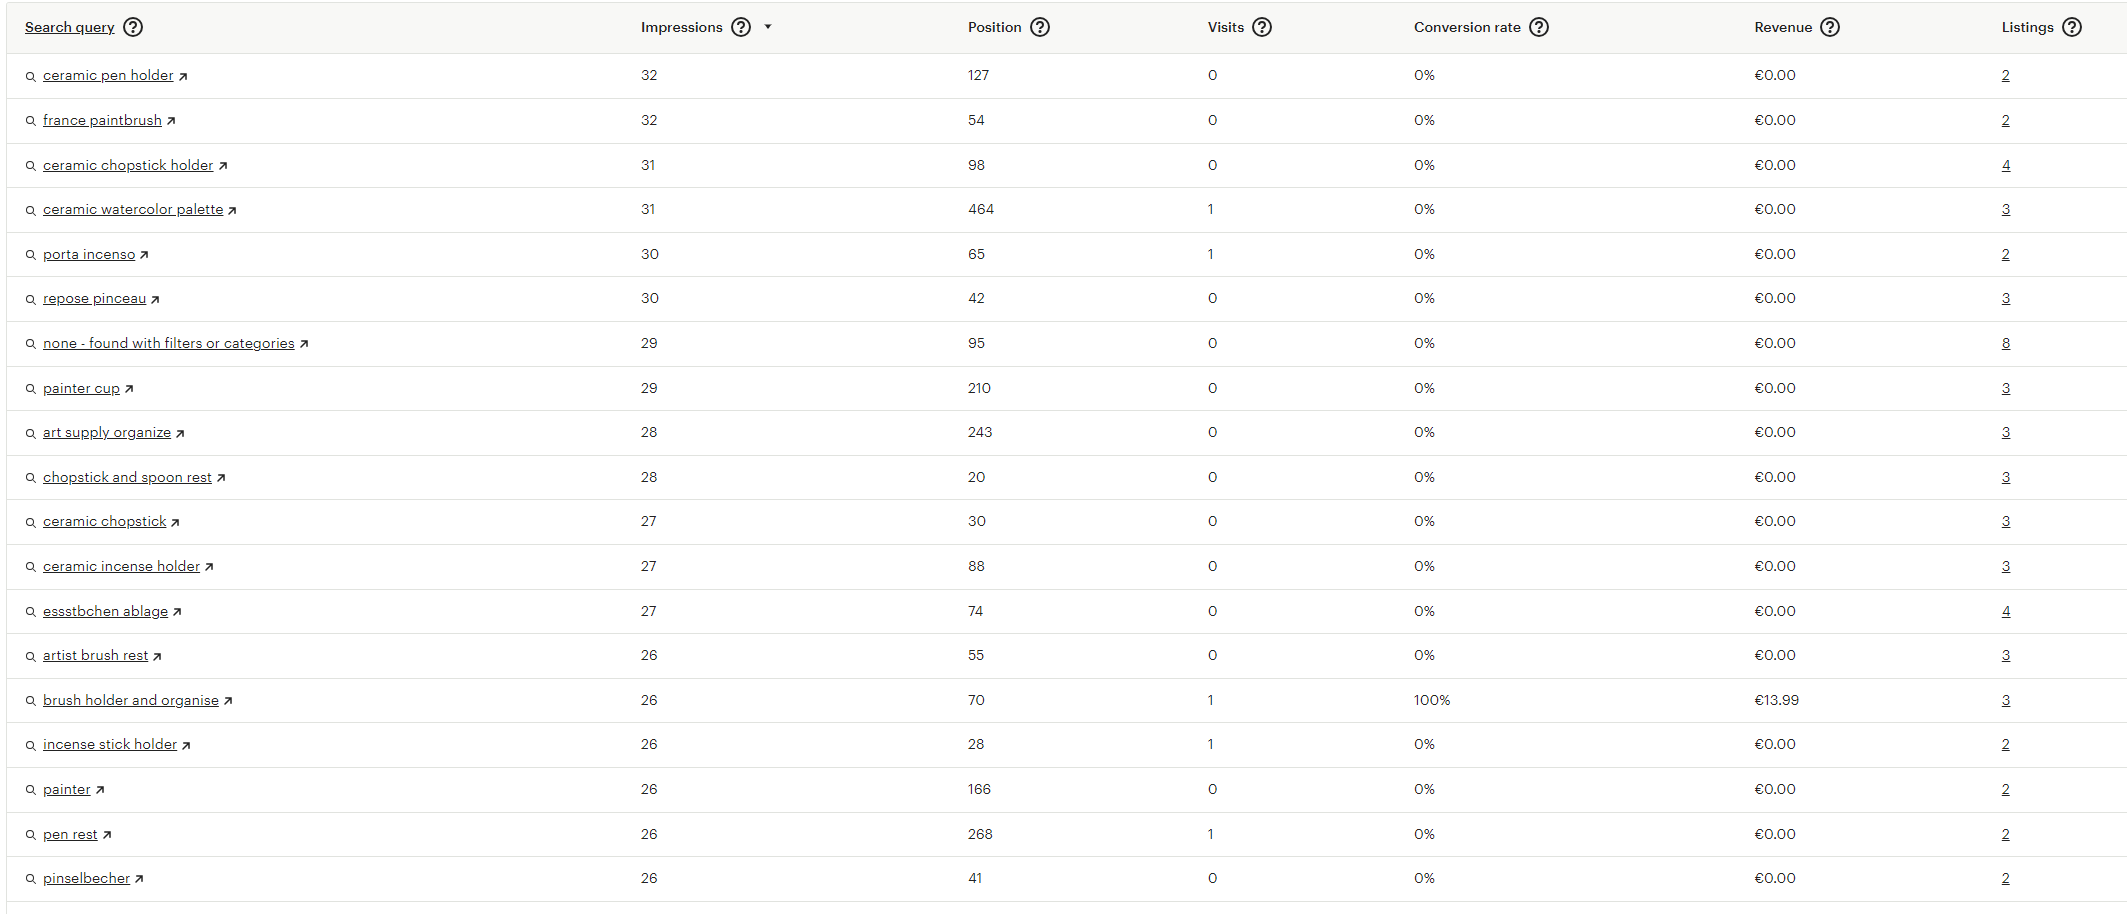 Search query Impressions Position Visits Conversion rate Revenue Listings
ceramic pen holder 32 127 0 0% €0.00 2
france paintbrush 32 54 0 0% €0.00 2
ceramic chopstick holder 31 98 0 0% €0.00 4
ceramic watercolor palette 31 464 1 0% €0.00 3
porta incenso 30 65 1 0% €0.00 2
repose pinceau 30 42 0 0% €0.00 3
none - found with filters or categories 29 95 0 0% €0.00 8
painter cup 29 210 0 0% €0.00 3
art supply organize 28 243 0 0% €0.00 3
chopstick and spoon rest 28 20 0 0% €0.00 3
ceramic chopstick 27 30 0 0% €0.00 3
ceramic incense holder 27 88 0 0% €0.00 3
essstbchen ablage 27 74 0 0% €0.00 4
artist brush rest 26 55 0 0% €0.00 3
brush holder and organise 26 70 1 100% €13.99 3
incense stick holder 26 28 1 0% €0.00 2
painter 26 166 0 0% €0.00 2
pen rest 26 268 1 0% €0.00 2
pinselbecher 26 41 0 0% €0.00 2